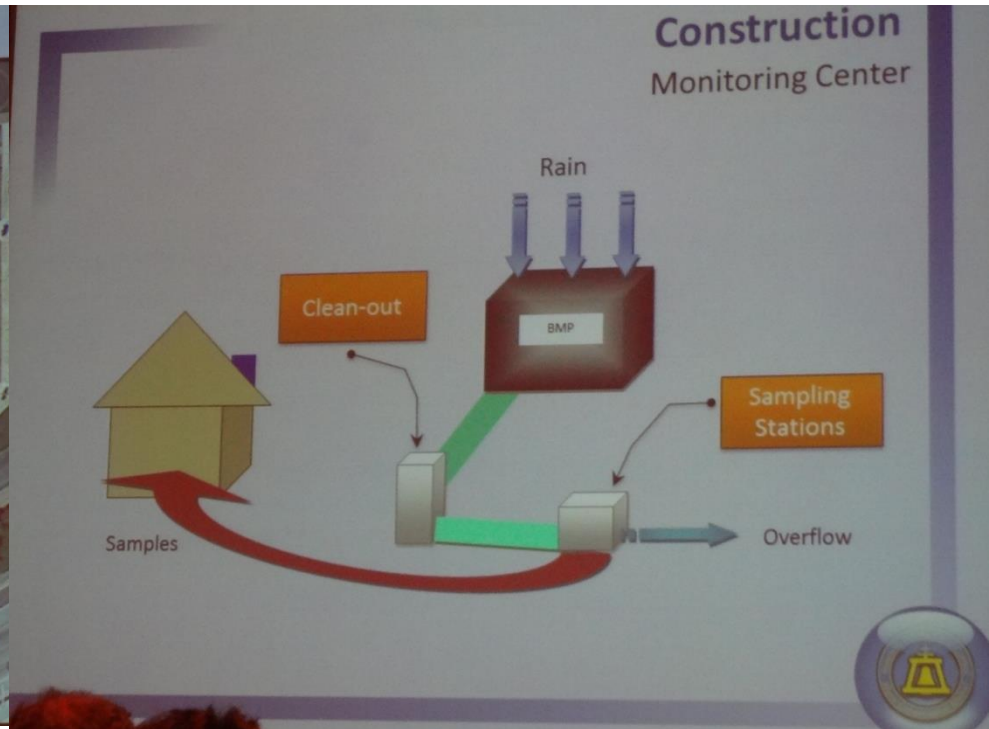 Construction
Monitoring Center
Rain
Clean-out
BMP
Sampling
Stations
Samples
Overflow